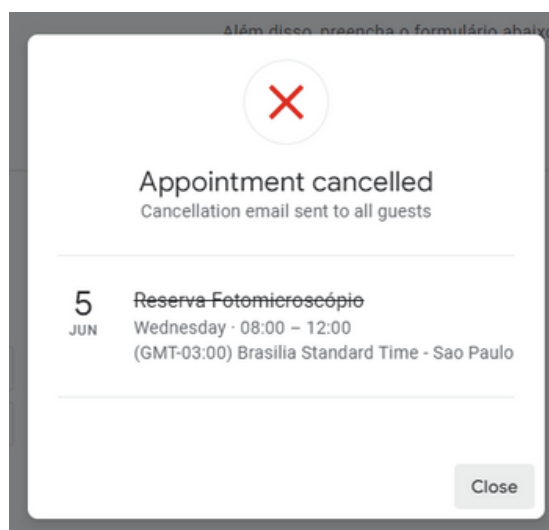 Além disso, preencha o formulário abaixo
Appointment cancelled
Cancellation email sent to all guests
5
JUN
Reserva Fotomicroscópio
Wednesday · 08:00 – 12:00
(GMT-03:00) Brasilia Standard Time - Sao Paulo
Close